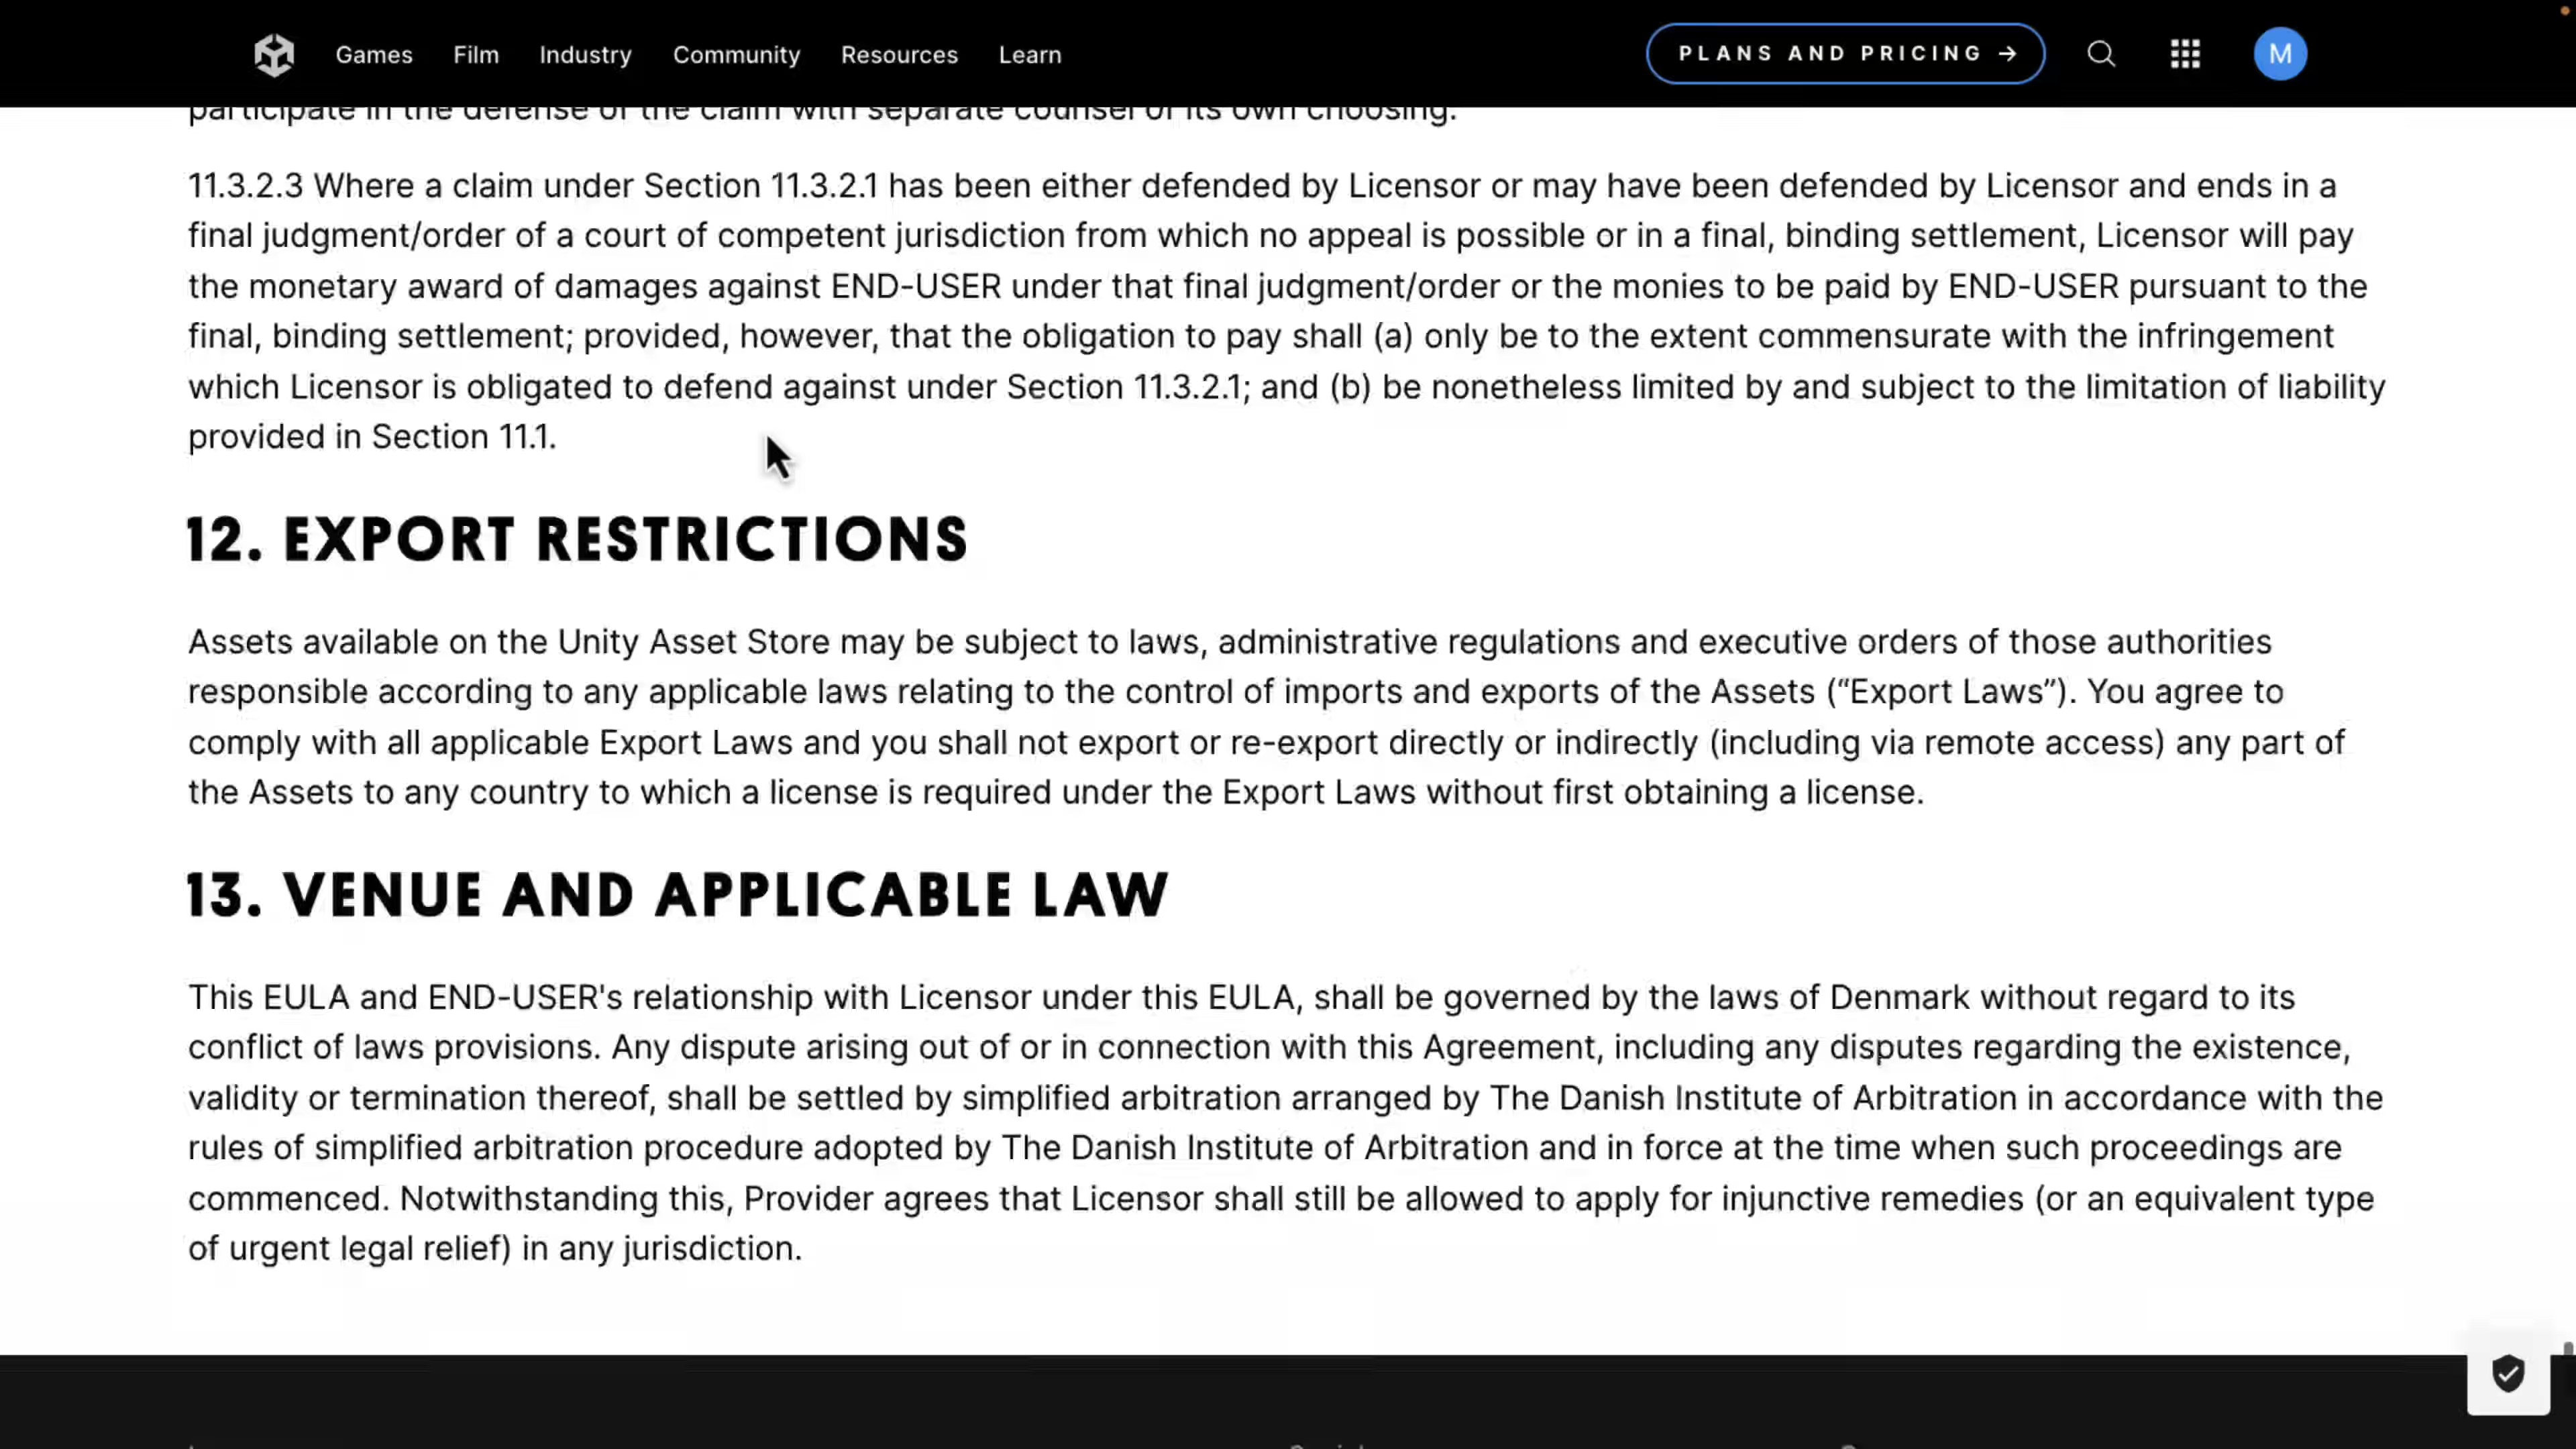 Games Film Industry Community Resources Learn PLANS AND PRICING → M
participate in the defense of the claim with separate counsel of its own choosing.
11.3.2.3 Where a claim under Section 11.3.2.1 has been either defended by Licensor or may have been defended by Licensor and ends in a
final judgment/order of a court of competent jurisdiction from which no appeal is possible or in a final, binding settlement, Licensor will pay
the monetary award of damages against END-USER under that final judgment/order or the monies to be paid by END-USER pursuant to the
final, binding settlement; provided, however, that the obligation to pay shall (a) only be to the extent commensurate with the infringement
which Licensor is obligated to defend against under Section 11.3.2.1; and (b) be nonetheless limited by and subject to the limitation of liability
provided in Section 11.1.
12. EXPORT RESTRICTIONS
Assets available on the Unity Asset Store may be subject to laws, administrative regulations and executive orders of those authorities
responsible according to any applicable laws relating to the control of imports and exports of the Assets (“Export Laws”). You agree to
comply with all applicable Export Laws and you shall not export or re-export directly or indirectly (including via remote access) any part of
the Assets to any country to which a license is required under the Export Laws without first obtaining a license.
13. VENUE AND APPLICABLE LAW
This EULA and END-USER's relationship with Licensor under this EULA, shall be governed by the laws of Denmark without regard to its
conflict of laws provisions. Any dispute arising out of or in connection with this Agreement, including any disputes regarding the existence,
validity or termination thereof, shall be settled by simplified arbitration arranged by The Danish Institute of Arbitration in accordance with the
rules of simplified arbitration procedure adopted by The Danish Institute of Arbitration and in force at the time when such proceedings are
commenced. Notwithstanding this, Provider agrees that Licensor shall still be allowed to apply for injunctive remedies (or an equivalent type
of urgent legal relief) in any jurisdiction.